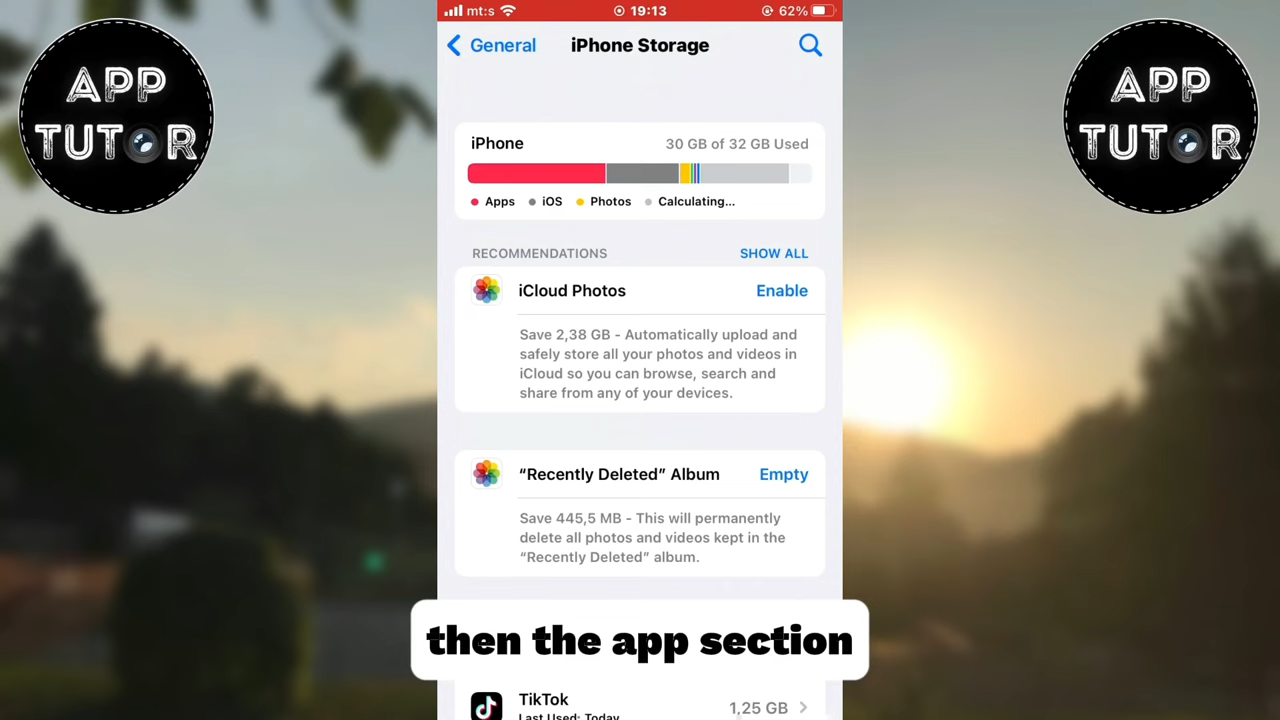 mt:s 19:13 62%
General iPhone Storage
APP
TUTOR
APP
TUTOR
iPhone 30 GB of 32 GB Used
Apps iOS Photos Calculating...
RECOMMENDATIONS SHOW ALL
iCloud Photos Enable
Save 2,38 GB - Automatically upload and
safely store all your photos and videos in
iCloud so you can browse, search and
share from any of your devices.
“Recently Deleted” Album Empty
Save 445,5 MB - This will permanently
delete all photos and videos kept in the
“Recently Deleted” album.
then the app section
TikTok 1,25 GB
Last Used: Today